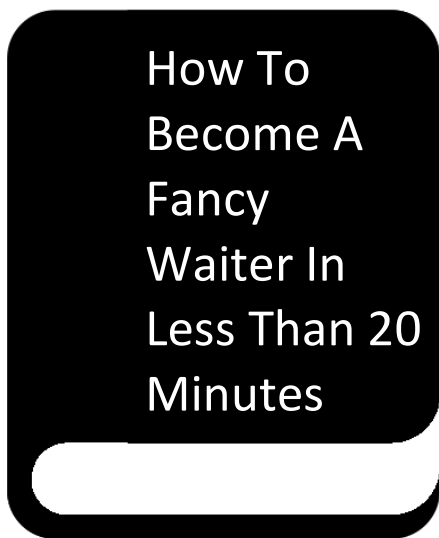 How To
Become A
Fancy
Waiter In
Less Than 20
Minutes